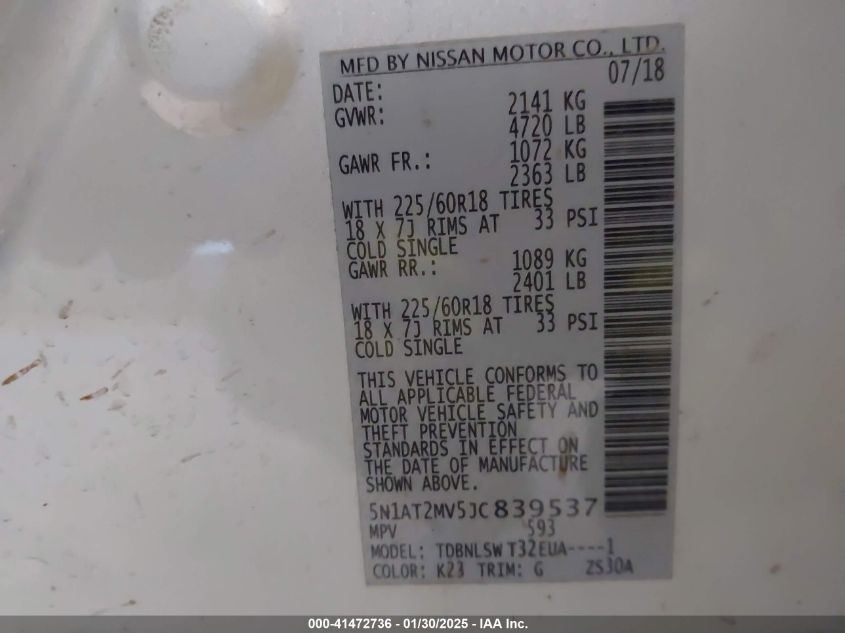 MFD BY NISSAN MOTOR CO., LTD.
DATE: 07/18
GVWR: 2141 KG
4720 LB
GAWR FR.: 1072 KG
2363 LB
WITH 225/60R18 TIRES
18 X 7J RIMS AT 33 PSI
COLD SINGLE
GAWR RR.: 1089 KG
2401 LB
WITH 225/60R18 TIRES
18 X 7J RIMS AT 33 PSI
COLD SINGLE
THIS VEHICLE CONFORMS TO
ALL APPLICABLE FEDERAL
MOTOR VEHICLE SAFETY AND
THEFT PREVENTION
STANDARDS IN EFFECT ON
THE DATE OF MANUFACTURE
SHOWN ABOVE.
5N1AT2MV5JC839537
MPV 593
MODEL: TDBNLSW T32EUA----1
COLOR: K23 TRIM: G ZS30A
000-41472736 - 01/30/2025 - IAA Inc.